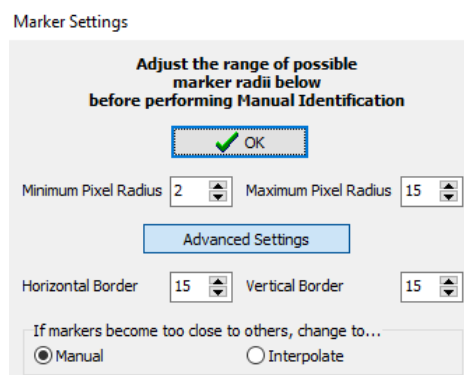 Marker Settings
Adjust the range of possible
marker radii below
before performing Manual Identification
OK
Minimum Pixel Radius 2 Maximum Pixel Radius 15
Advanced Settings
Horizontal Border 15 Vertical Border 15
If markers become too close to others, change to...
Manual Interpolate